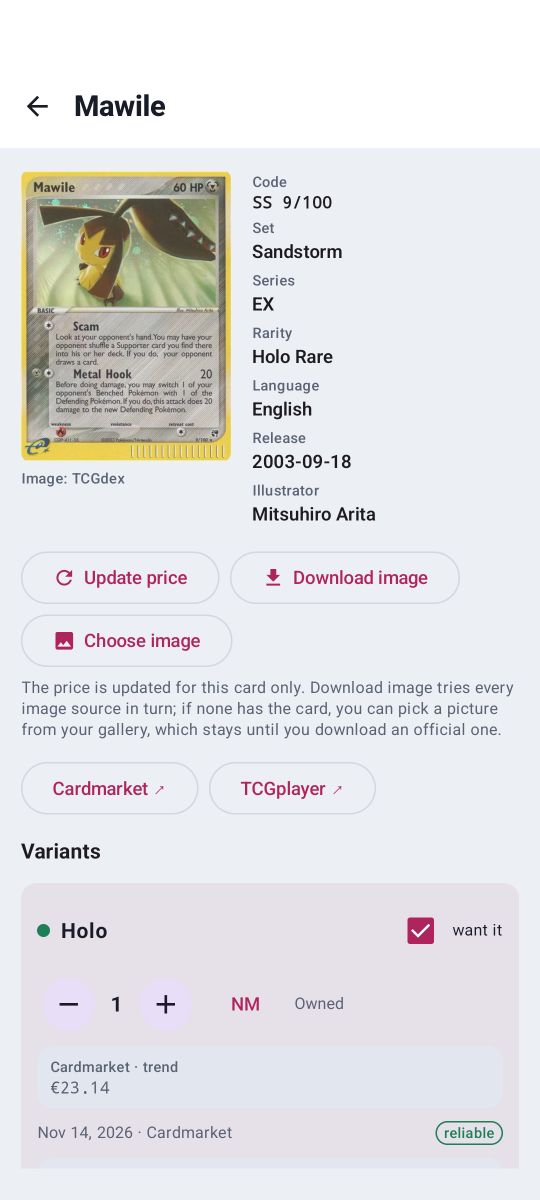 Mawile
Mawile 60 HP
BASIC
Scam
Look at your opponent's hand. You may have your
opponent shuffle a Supporter card you find there
into his or her deck. If you do, your opponent
draws a card.
Metal Hook 20
Before doing damage, you may switch 1 of your
opponent's Benched Pokémon with 1 of the
Defending Pokémon. If you do, this attack does 20
damage to the new Defending Pokémon.
weakness resistance retreat cost
Image: TCGdex
Code
SS 9/100
Set
Sandstorm
Series
EX
Rarity
Holo Rare
Language
English
Release
2003-09-18
Illustrator
Mitsuhiro Arita
Update price
Download image
Choose image
The price is updated for this card only. Download image tries every
image source in turn; if none has the card, you can pick a picture
from your gallery, which stays until you download an official one.
Cardmarket ↗
TCGplayer ↗
Variants
Holo
want it
1
NM
Owned
Cardmarket · trend
€23.14
Nov 14, 2026 · Cardmarket
reliable